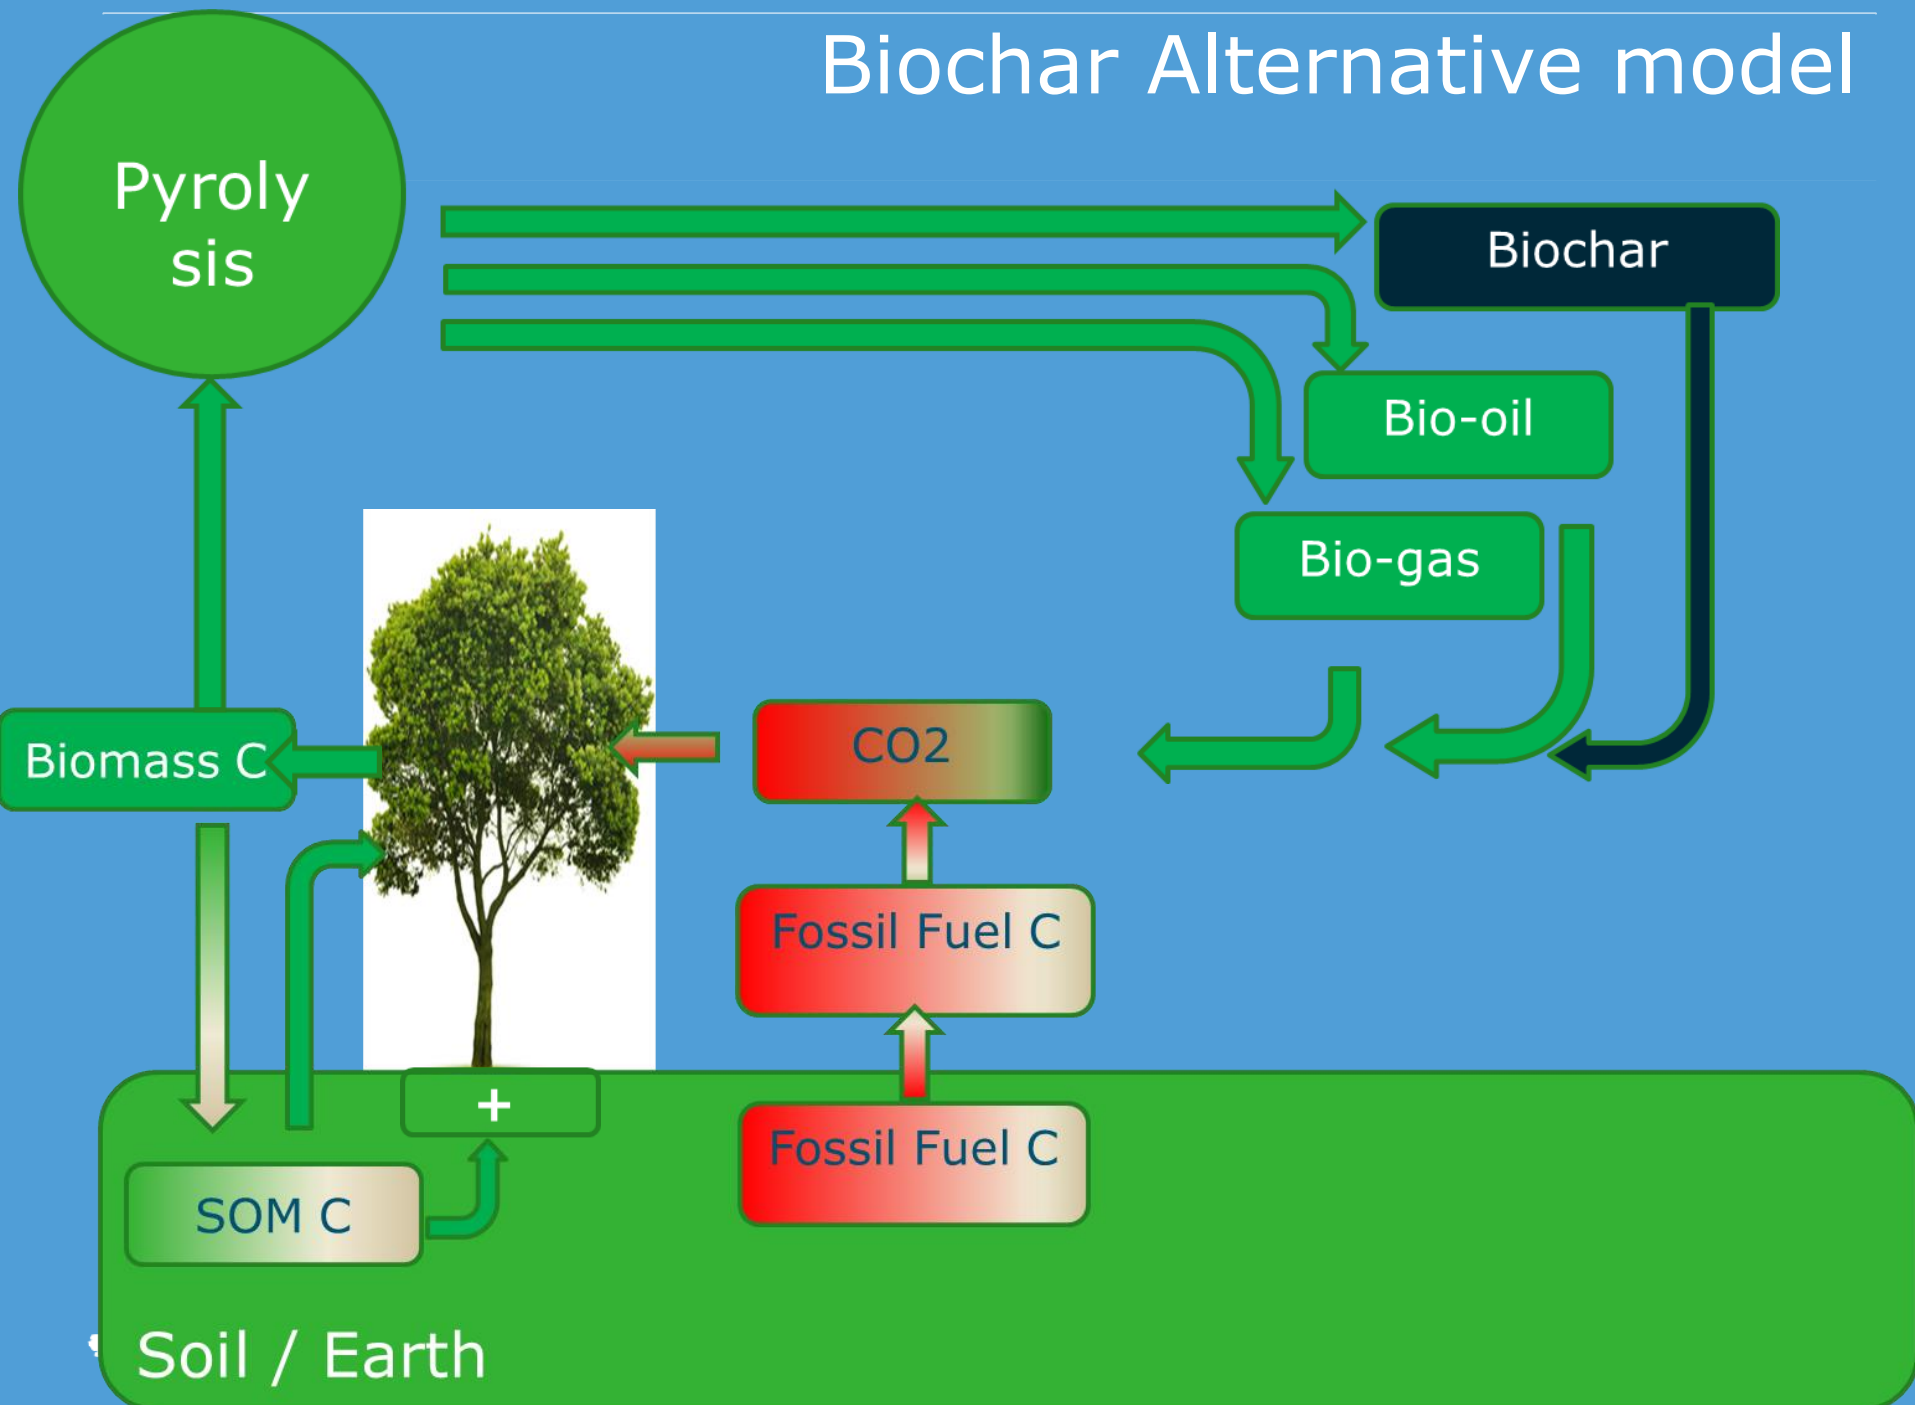 Biochar Alternative model
Pyroly
sis
Biochar
Bio-oil
Bio-gas
CO2
Biomass C
Fossil Fuel C
+
Fossil Fuel C
SOM C
Soil / Earth